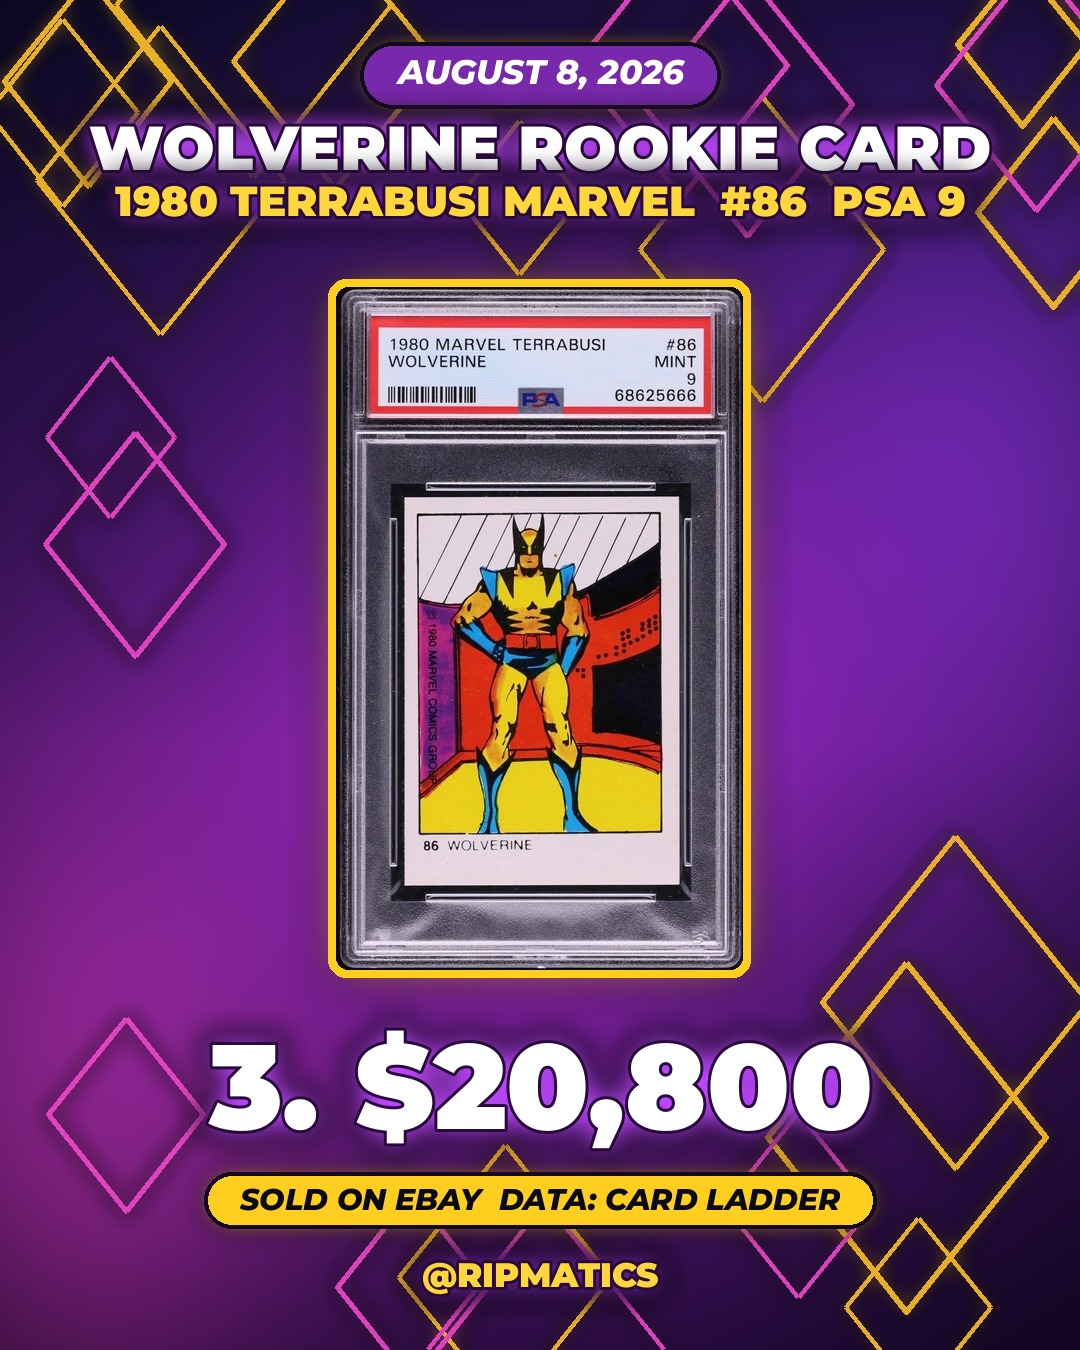 AUGUST 8, 2026
WOLVERINE ROOKIE CARD
1980 TERRABUSI MARVEL #86 PSA 9
1980 MARVEL TERRABUSI #86
WOLVERINE MINT
9
PSA 68625666
© 1980 MARVEL COMICS GROUP
86 WOLVERINE
3. $20,800
SOLD ON EBAY DATA: CARD LADDER
@RIPMATICS